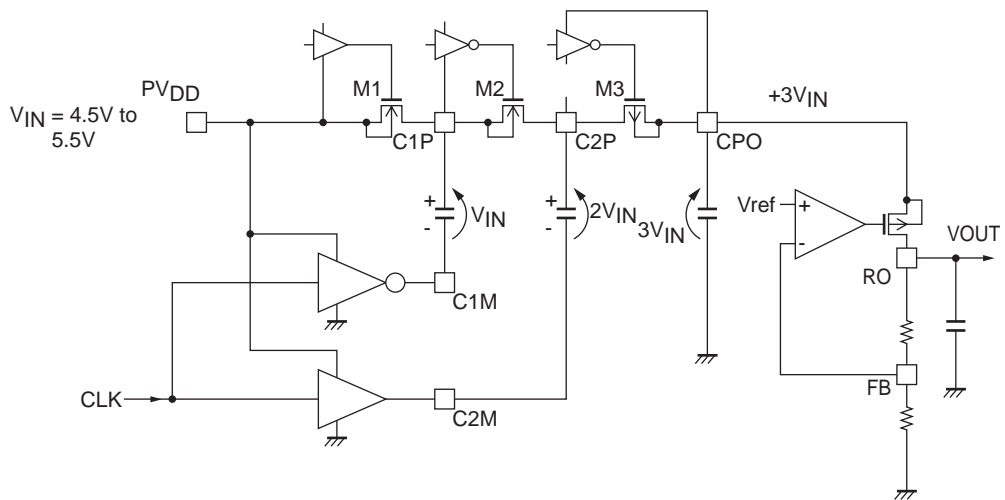 M1
M2
M3
PVDD
+3VIN
VIN = 4.5V to
5.5V
C1P
C2P
CPO
+
-
VIN
+
-
2VIN
3VIN
Vref
+
-
VOUT
RO
C1M
FB
CLK
C2M